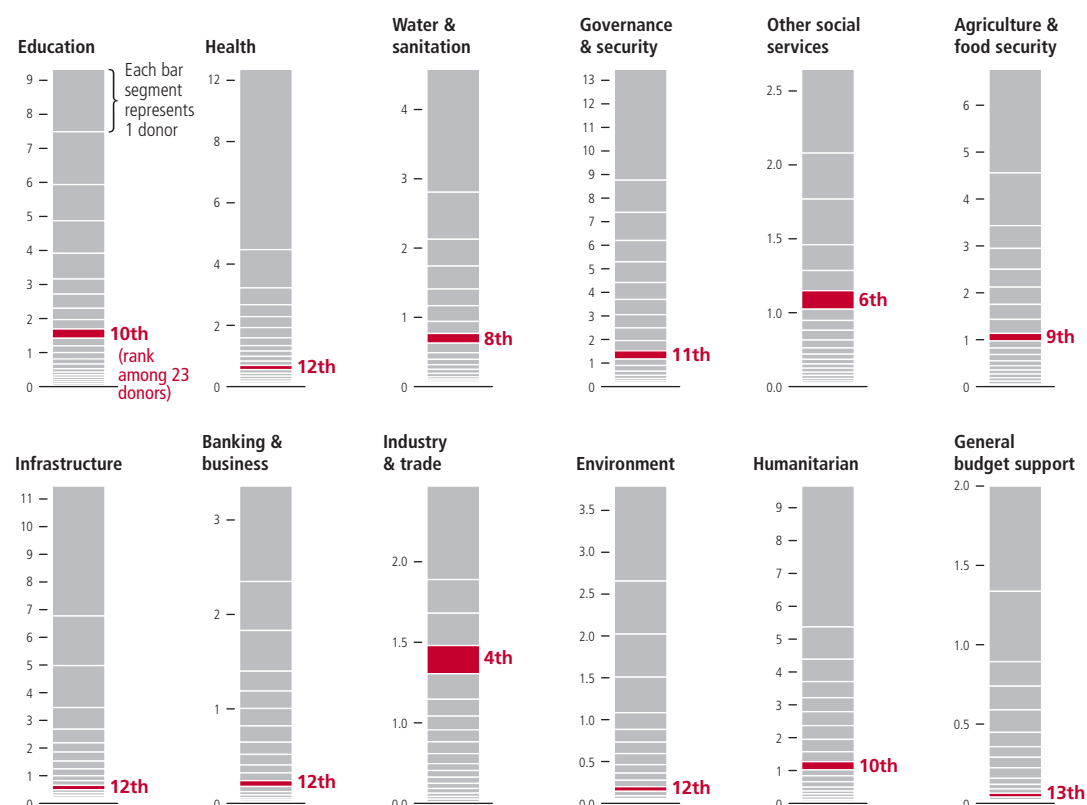 Education
9
8
7
6
5
4
3
2
1
0
Each bar
segment
represents
1 donor
10th
(rank
among 23
donors)
Health
12
8
6
4
2
0
12th
Water &
sanitation
4
3
2
1
0
8th
Governance
& security
13
12
11
10
9
8
7
6
5
4
3
2
1
0
11th
Other social
services
2.5
2.0
1.5
1.0
0.0
6th
Agriculture &
food security
6
5
4
3
2
1
0
9th
Infrastructure
11
10
9
8
7
6
5
4
3
2
1
0
12th
Banking &
business
3
2
1
0
12th
Industry
& trade
2.0
1.5
1.0
0.0
4th
Environment
3.5
3.0
2.5
2.0
1.5
1.0
0.5
0.0
12th
Humanitarian
9
8
7
6
5
4
3
2
1
0
10th
General
budget support
2.0
1.5
1.0
0.5
0.0
13th